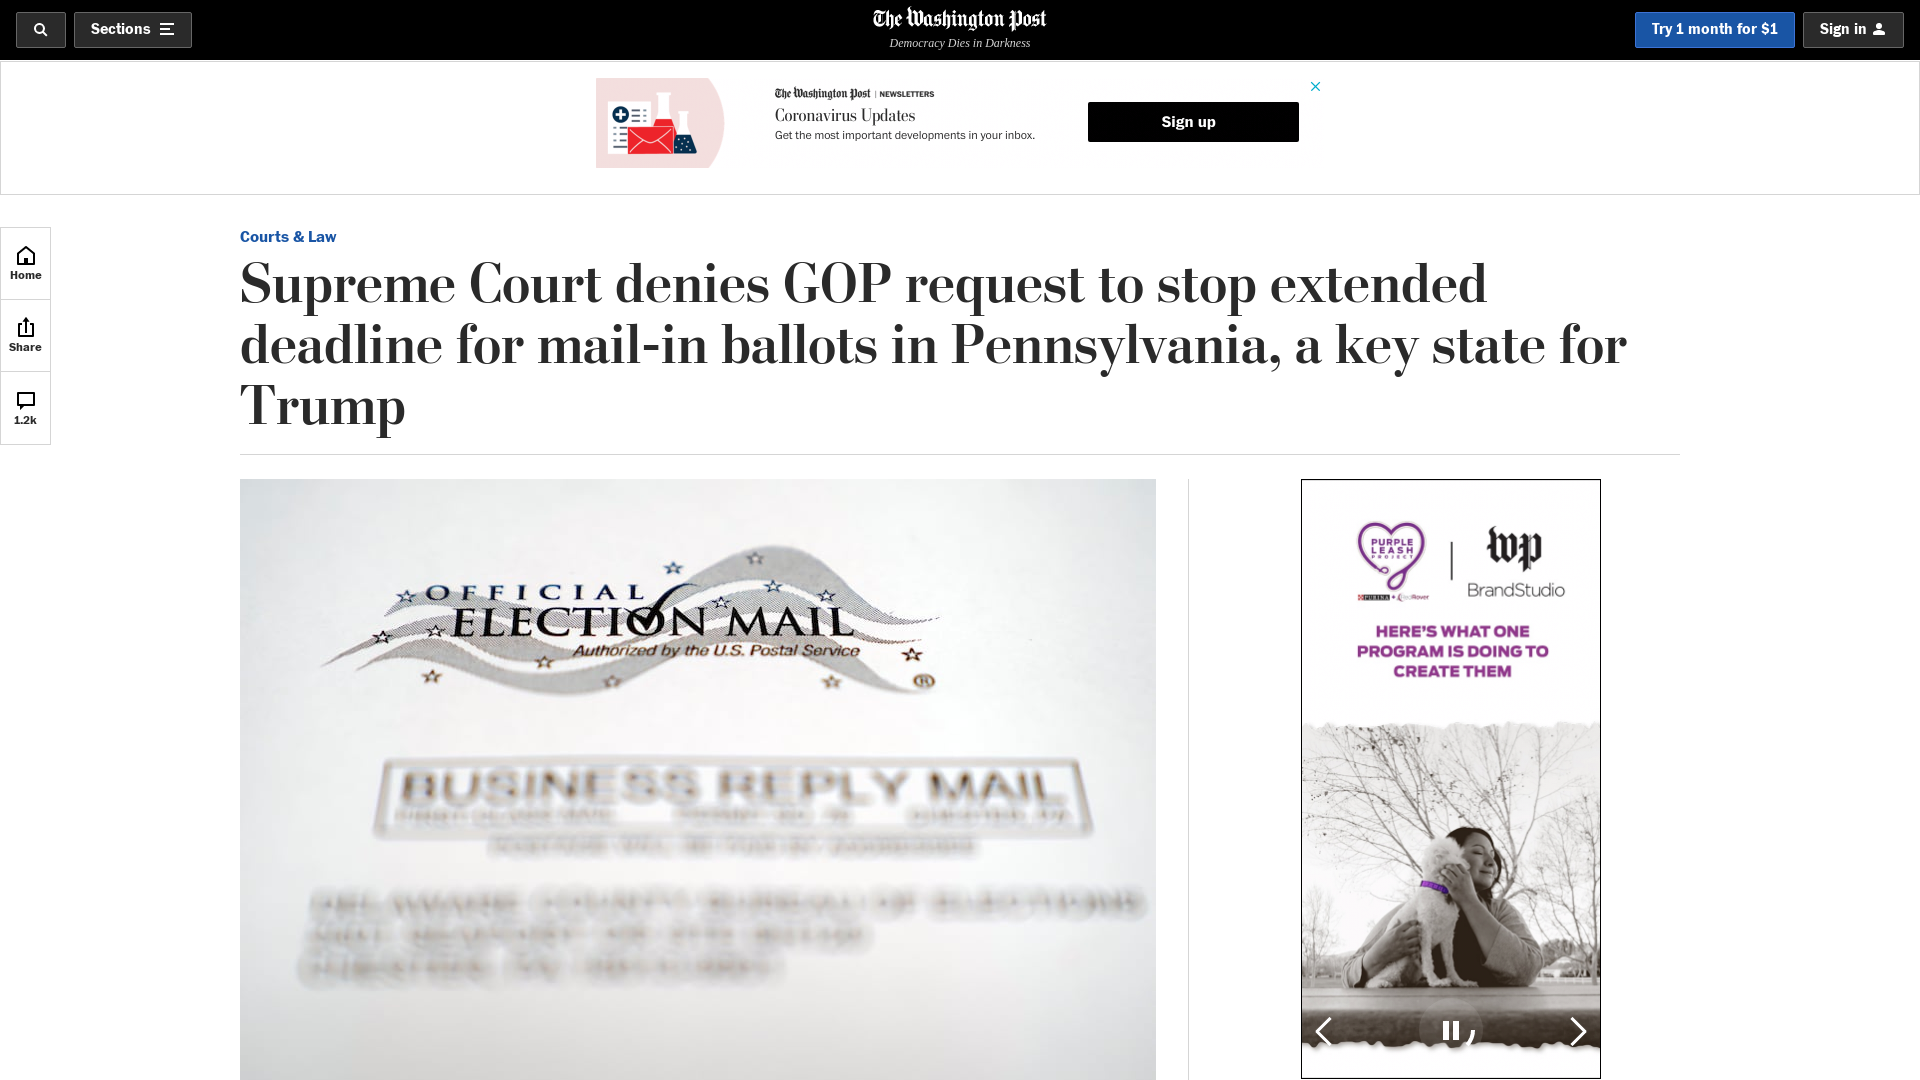 Sections
The Washington Post
Democracy Dies in Darkness
Try 1 month for $1
Sign in
The Washington Post | NEWSLETTERS
Coronavirus Updates
Get the most important developments in your inbox.
Sign up
Home
Share
1.2k
Courts & Law
Supreme Court denies GOP request to stop extended
deadline for mail-in ballots in Pennsylvania, a key state for
Trump
OFFICIAL
ELECTION MAIL
Authorized by the U.S. Postal Service
®
BUSINESS REPLY MAIL
PURPLE
LEASH
PROJECT
PURINA
wp
BrandStudio
HERE'S WHAT ONE
PROGRAM IS DOING TO
CREATE THEM